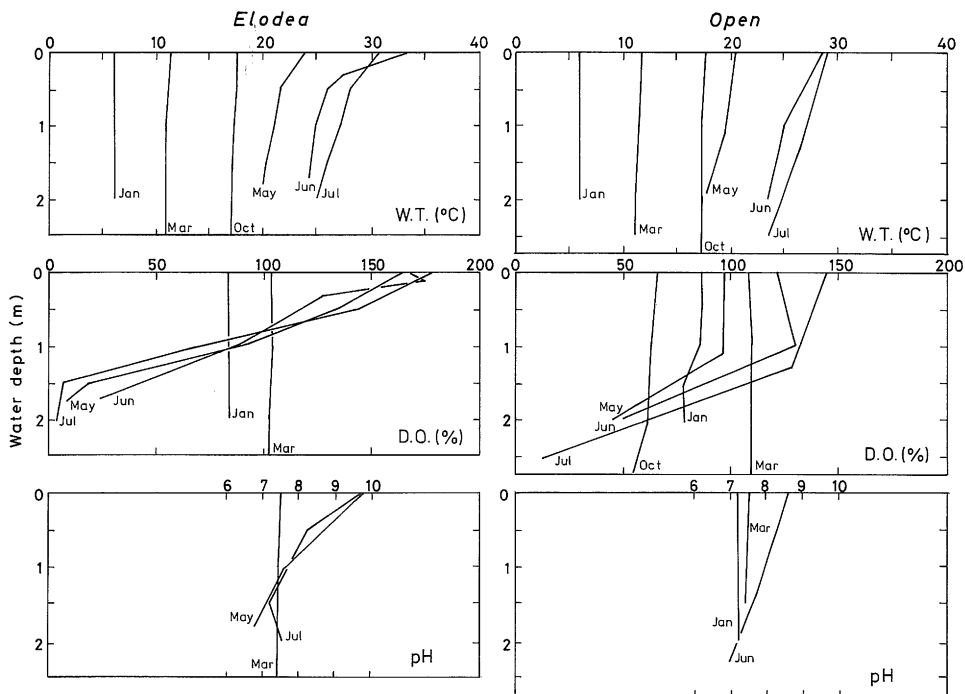 Elodea
0 10 20 30 40
0
1
2
Jan
Mar
Oct
May
Jun
Jul
W.T. (°C)
Open
0 10 20 30 40
0
1
2
Jan
Mar
Oct
May
Jun
Jul
W.T. (°C)
Water depth (m)
0 50 100 150 200
0
1
2
Jul
May
Jun
Jan
Mar
D.O. (%)
50 100 150 200
0
1
2
May
Jun
Jul
Oct
Jan
Mar
D.O. (%)
6 7 8 9 10
0
1
2
May
Jul
Mar
pH
6 7 8 9 10
0
1
2
Mar
Jan
Jun
pH